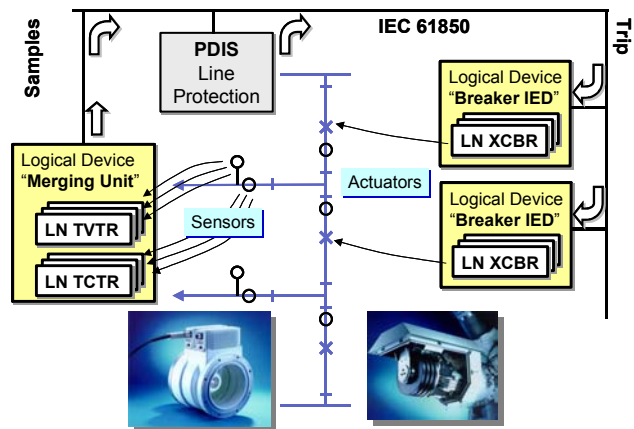 IEC 61850
Samples
Trip
PDIS
Line
Protection
Logical Device
“Breaker IED”
LN XCBR
Logical Device
“Merging Unit”
LN TVTR
LN TCTR
Sensors
Actuators
Logical Device
“Breaker IED”
LN XCBR